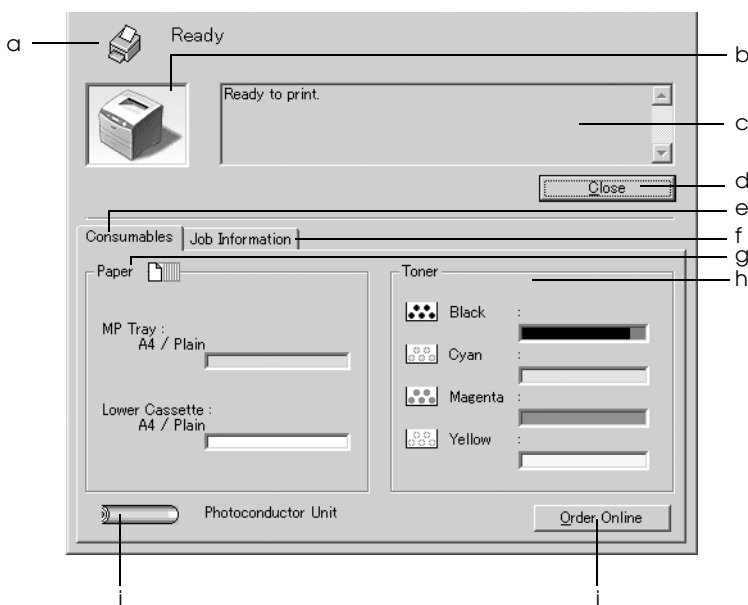 a
Ready
b
Ready to print.
c
Close
d
e
Consumables
Job Information
f
g
Paper
Toner
h
MP Tray :
A4 / Plain
Lower Cassette :
A4 / Plain
Black :
Cyan :
Magenta :
Yellow :
Photoconductor Unit
Order Online
i
j